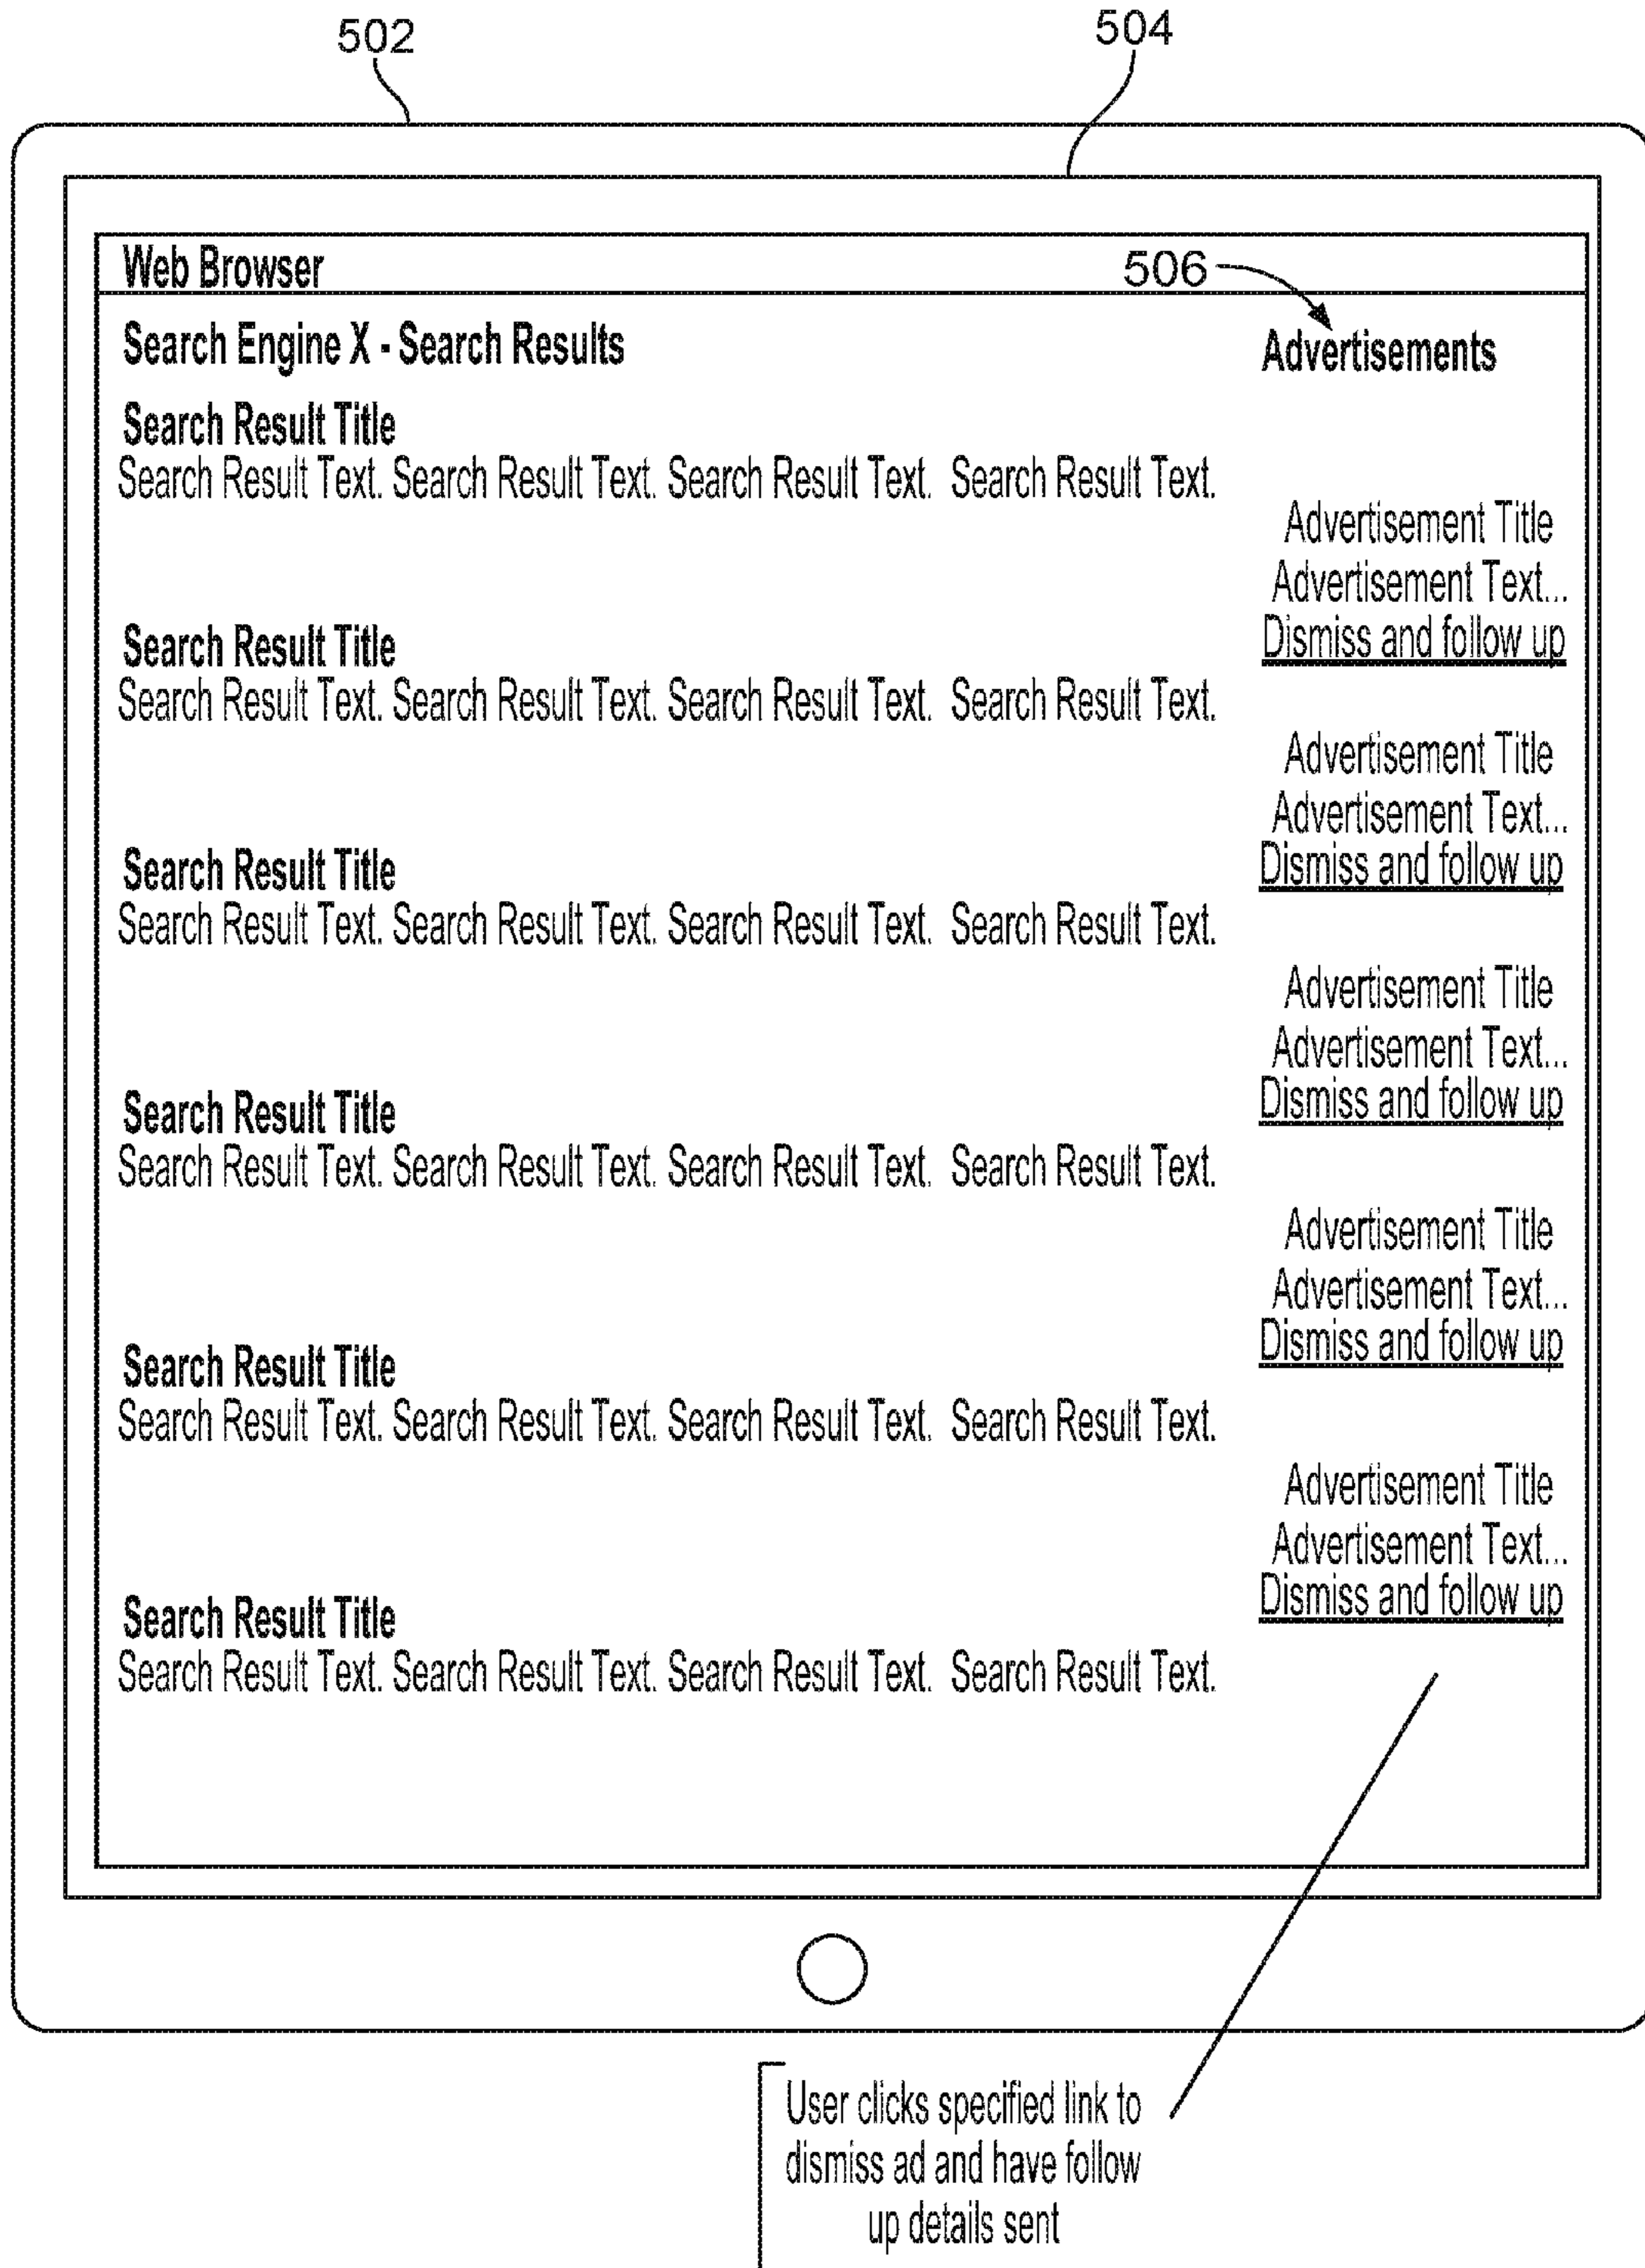 502
504
Web Browser
506
Search Engine X - Search Results
Advertisements
Search Result Title
Search Result Text. Search Result Text. Search Result Text. Search Result Text.
Advertisement Title
Advertisement Text...
Dismiss and follow up
Search Result Title
Search Result Text. Search Result Text. Search Result Text. Search Result Text.
Advertisement Title
Advertisement Text...
Dismiss and follow up
Search Result Title
Search Result Text. Search Result Text. Search Result Text. Search Result Text.
Advertisement Title
Advertisement Text...
Dismiss and follow up
Search Result Title
Search Result Text. Search Result Text. Search Result Text. Search Result Text.
Advertisement Title
Advertisement Text...
Dismiss and follow up
Search Result Title
Search Result Text. Search Result Text. Search Result Text. Search Result Text.
Advertisement Title
Advertisement Text...
Dismiss and follow up
Search Result Title
Search Result Text. Search Result Text. Search Result Text. Search Result Text.
User clicks specified link to
dismiss ad and have follow
up details sent